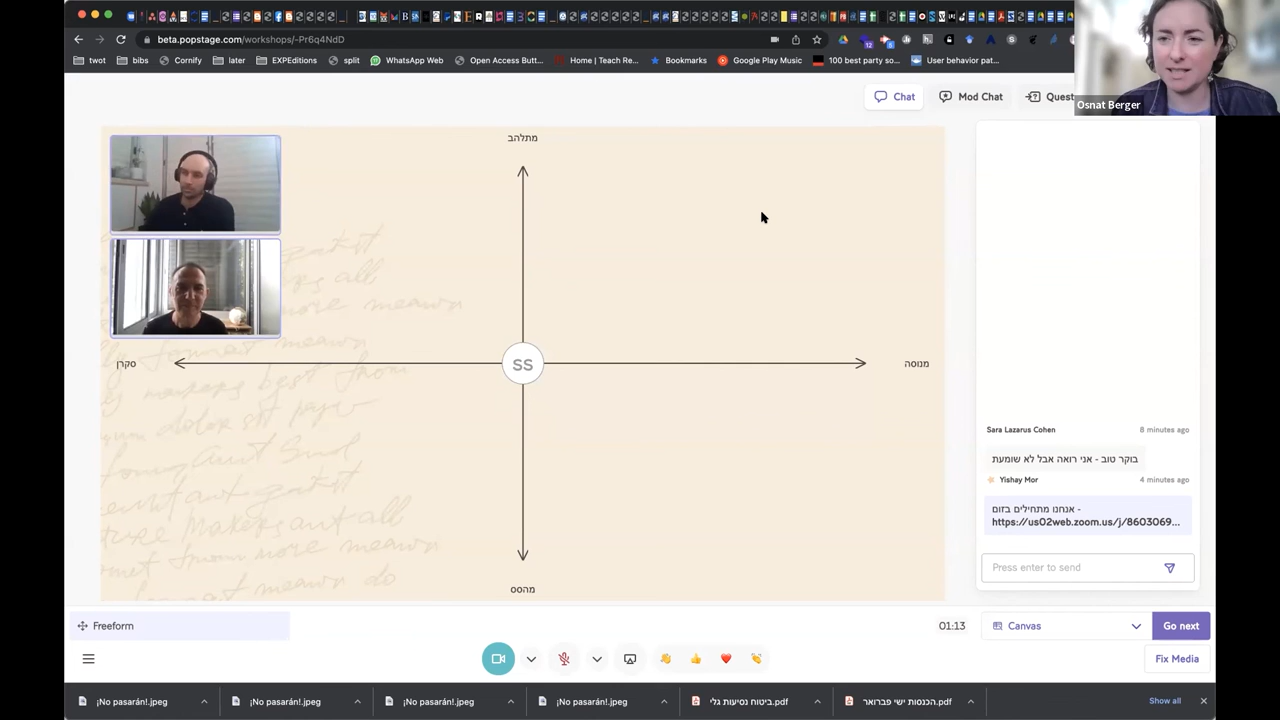 beta.popstage.com/workshops/-Pr6q4NdD
12
twot
bibs
Cornify
later
EXPEditions
split
WhatsApp Web
Open Access Butt...
Home | Teach Re...
Bookmarks
Google Play Music
100 best party so...
User behavior pat...
Osnat Berger
Chat
Mod Chat
Quest
מתלהב
סקרן
SS
מנוסה
מהסס
Sara Lazarus Cohen 8 minutes ago
בוקר טוב - אני רואה אבל לא שומעת
Yishay Mor 4 minutes ago
אנחנו מתחילים בזום -
https://us02web.zoom.us/j/8603069...
Press enter to send
Freeform
01:13
Canvas
Go next
Fix Media
¡No pasarán!.jpeg
¡No pasarán!.jpeg
¡No pasarán!.jpeg
¡No pasarán!.jpeg
ביטוח נסיעות גלי.pdf
הכנסות ישי פברואר.pdf
Show all